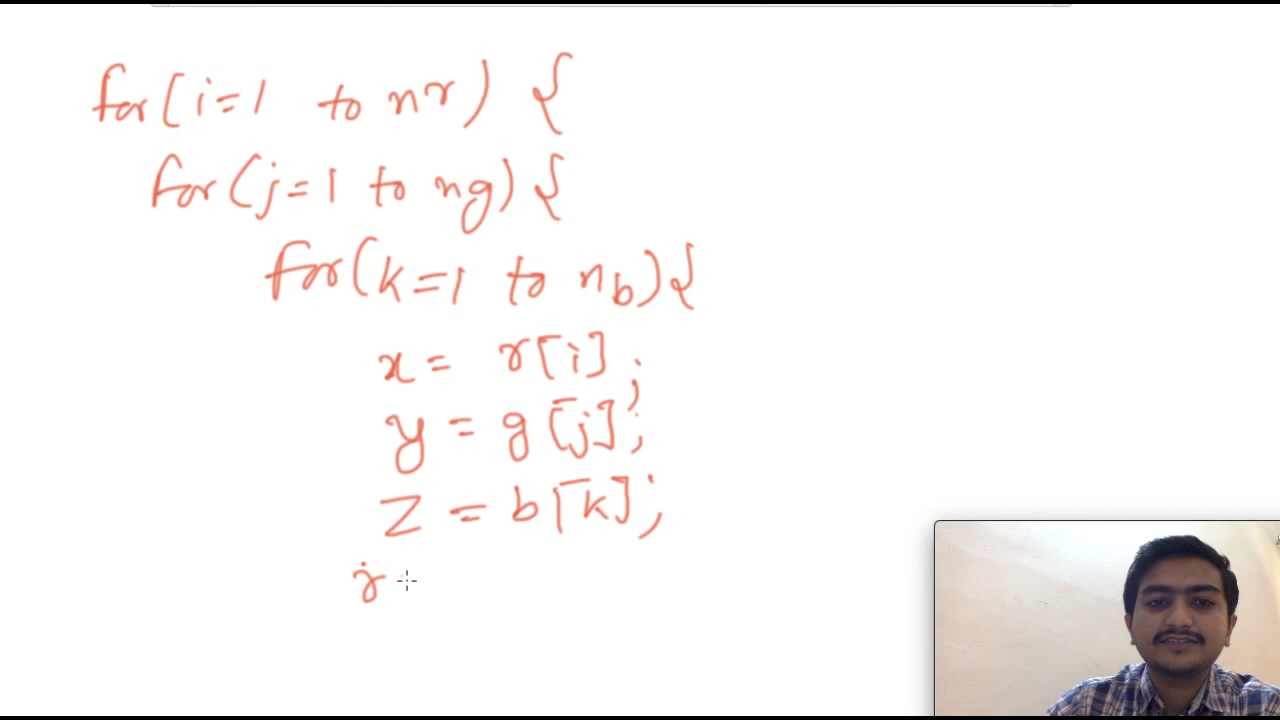 for(i=1 to nr) {
for(j=1 to ng) {
for(k=1 to nb) {
x = r[i];
y = g[j];
z = b[k];